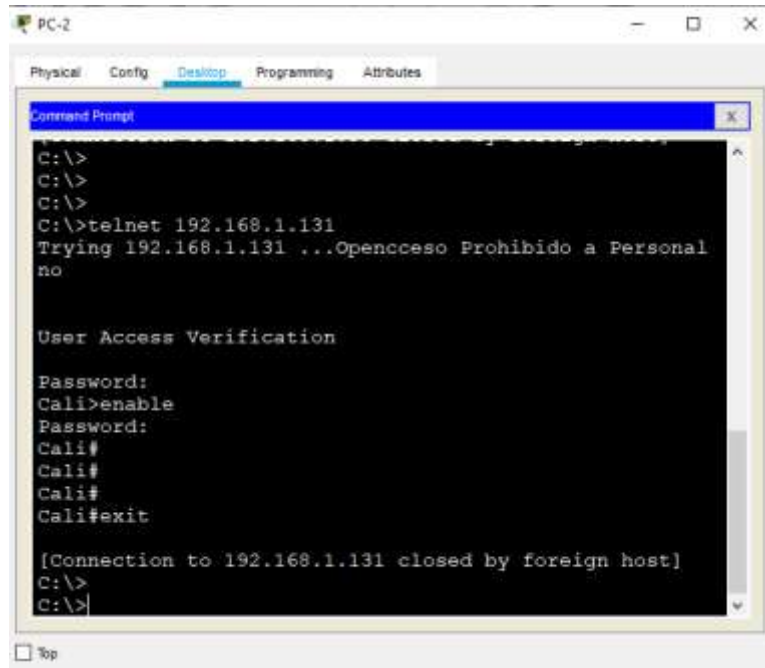 PC-2
Physical Config Desktop Programming Attributes
Command Prompt X
C:\>
C:\>
C:\>
C:\>telnet 192.168.1.131
Trying 192.168.1.131 ...Opencceso Prohibido a Personal
no
User Access Verification
Password:
Cali>enable
Password:
Cali#
Cali#
Cali#
Cali#exit
[Connection to 192.168.1.131 closed by foreign host]
C:\>
C:\>
Top